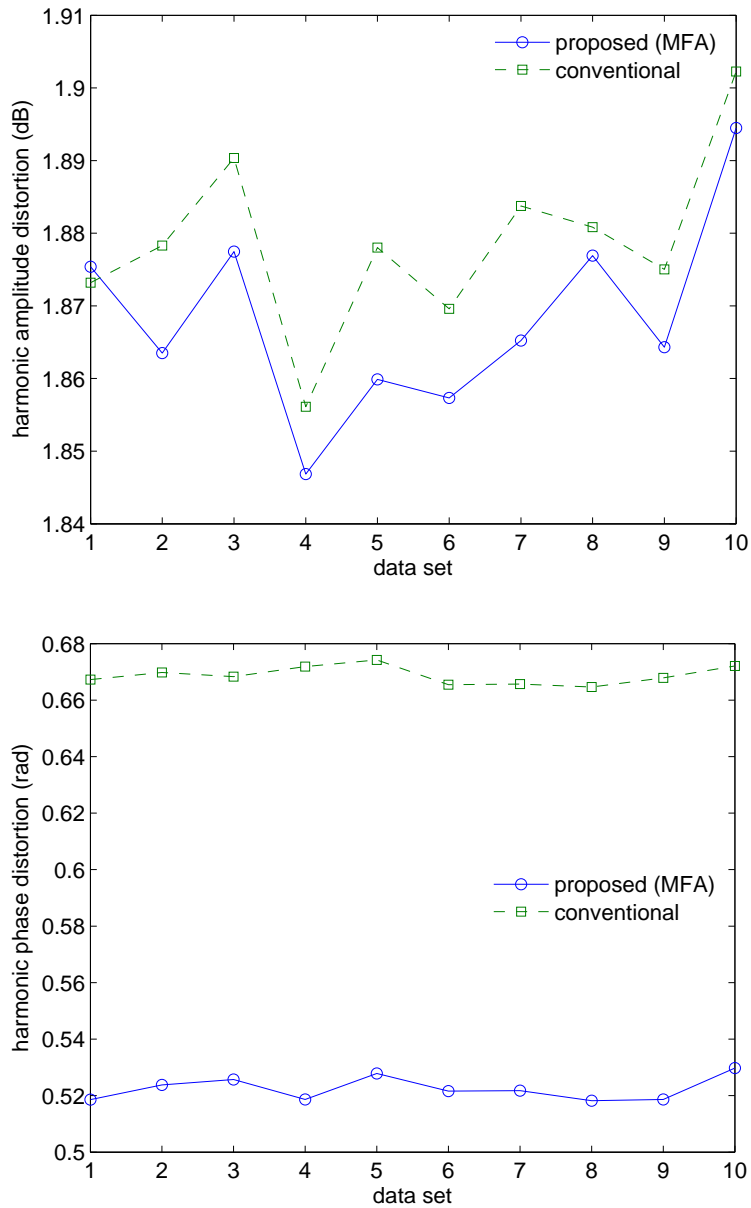 1.91
1.9
1.89
1.88
1.87
1.86
1.85
1.84
harmonic amplitude distortion (dB)
proposed (MFA)
conventional
1 2 3 4 5 6 7 8 9 10
data set
0.68
0.66
0.64
0.62
0.6
0.58
0.56
0.54
0.52
0.5
harmonic phase distortion (rad)
proposed (MFA)
conventional
1 2 3 4 5 6 7 8 9 10
data set